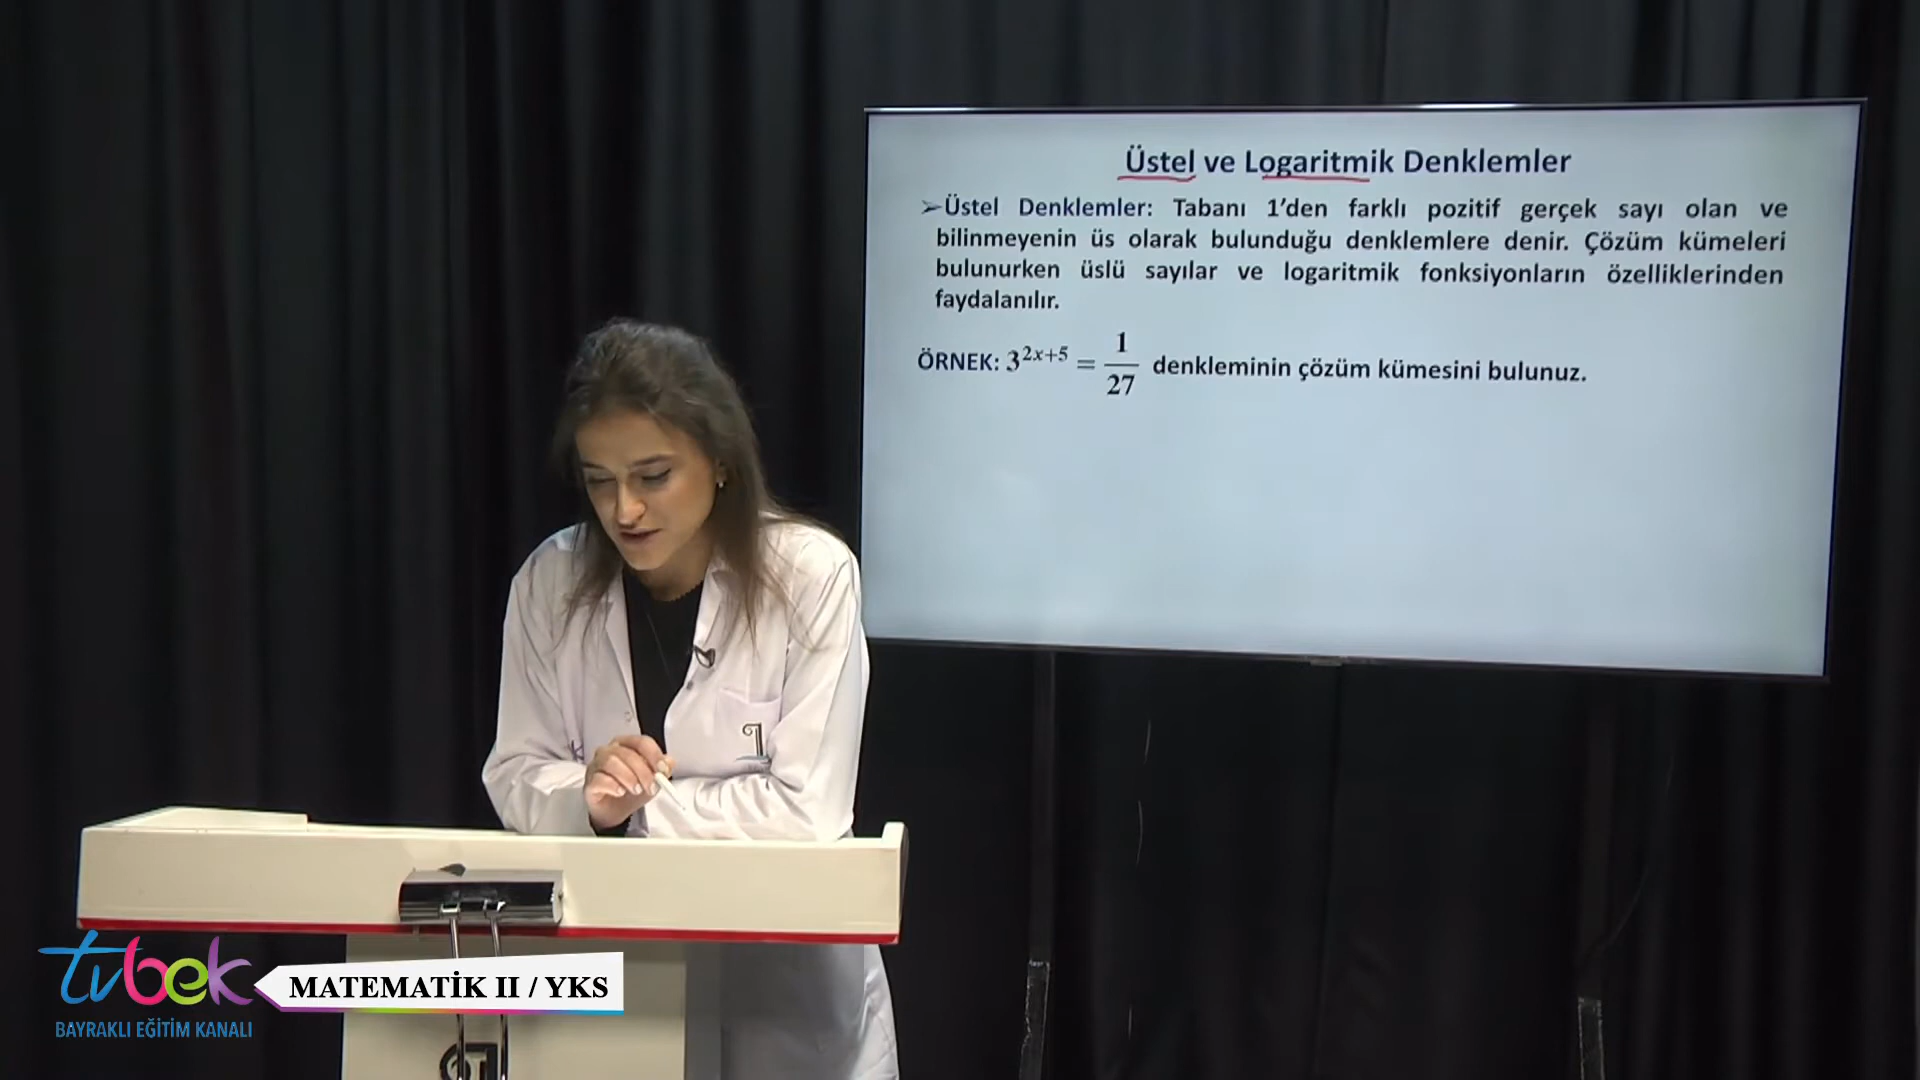 Üstel ve Logaritmik Denklemler
➢Üstel Denklemler: Tabanı 1’den farklı pozitif gerçek sayı olan ve
bilinmeyenin üs olarak bulunduğu denklemlere denir. Çözüm kümeleri
bulunurken üslü sayılar ve logaritmik fonksiyonların özelliklerinden
faydalanılır.
ÖRNEK: 3^{2x+5} = 1/27 denkleminin çözüm kümesini bulunuz.
tvbek
MATEMATİK II / YKS
BAYRAKLI EĞİTİM KANALI